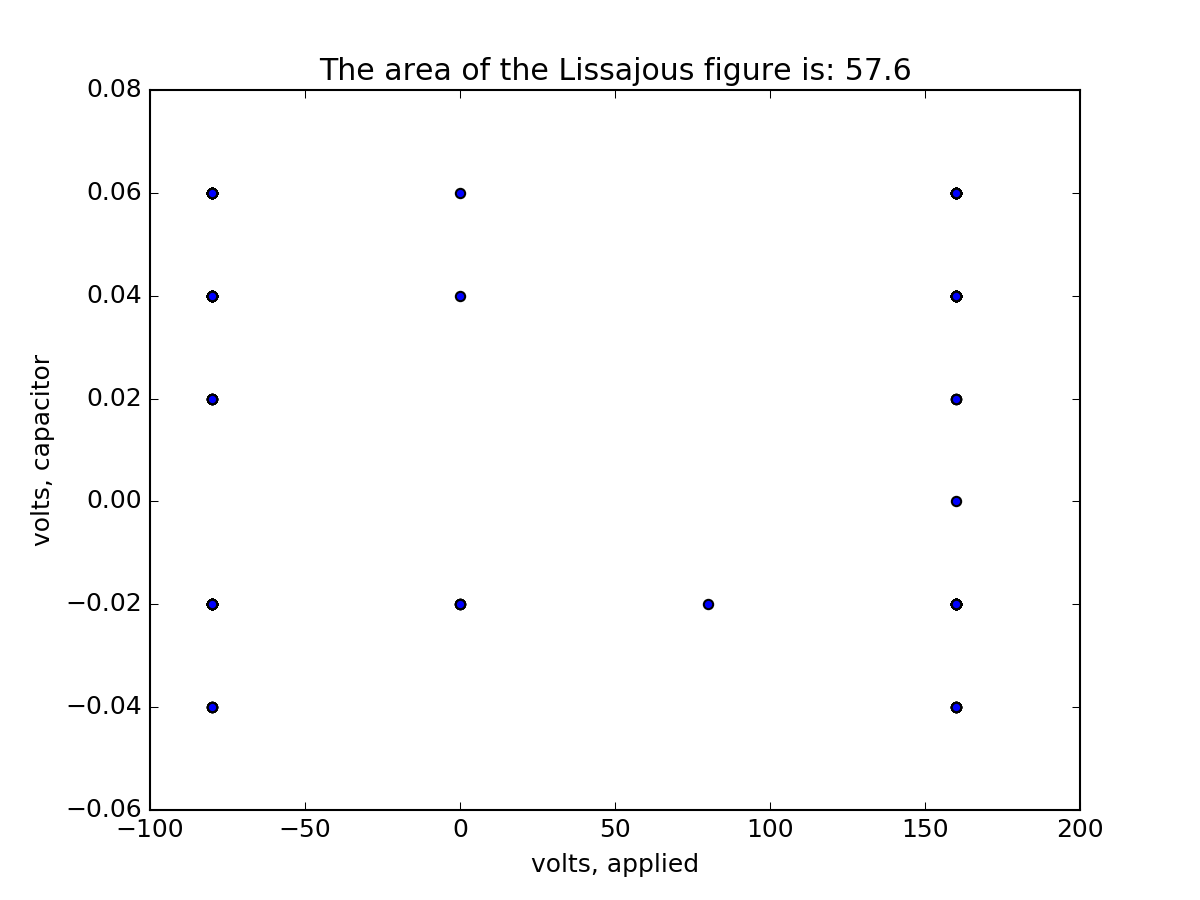 The area of the Lissajous figure is: 57.6
0.08
0.06
0.04
0.02
0.00
−0.02
−0.04
−0.06
volts, capacitor
−100 −50 0 50 100 150 200
volts, applied